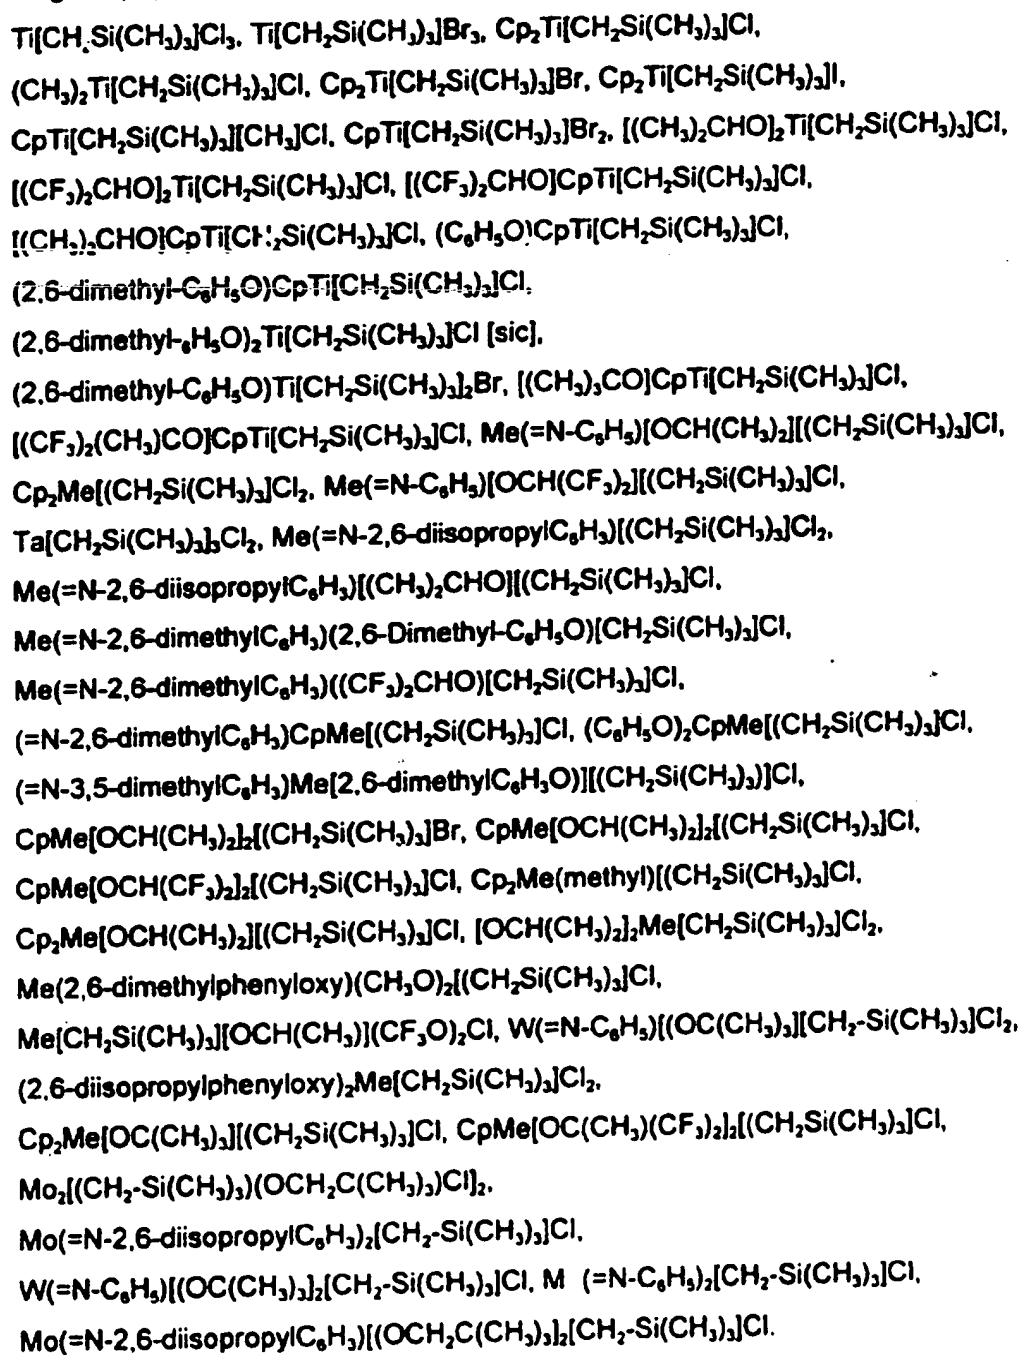 Ti[CH₂Si(CH₃)₃]Cl₃, Ti[CH₂Si(CH₃)₃]Br₃, Cp₂Ti[CH₂Si(CH₃)₃]Cl,
(CH₃)₂Ti[CH₂Si(CH₃)₃]Cl, Cp₂Ti[CH₂Si(CH₃)₃]Br, Cp₂Ti[CH₂Si(CH₃)₃]I,
CpTi[CH₂Si(CH₃)₃][CH₃]Cl, CpTi[CH₂Si(CH₃)₃]Br₂, [(CH₃)₂CHO]₂Ti[CH₂Si(CH₃)₃]Cl,
[(CF₃)₂CHO]₂Ti[CH₂Si(CH₃)₃]Cl, [(CF₃)₂CHO]CpTi[CH₂Si(CH₃)₃]Cl,
[(CH₃)₂CHO]CpTi[CH₂Si(CH₃)₃]Cl, (C₆H₅O)CpTi[CH₂Si(CH₃)₃]Cl,
(2,6-dimethyl-C₆H₅O)CpTi[CH₂Si(CH₃)₃]Cl,
(2,6-dimethyl-₆H₅O)₂Ti[CH₂Si(CH₃)₃]Cl [sic],
(2,6-dimethyl-C₆H₅O)Ti[CH₂Si(CH₃)₃]₂Br, [(CH₃)₃CO]CpTi[CH₂Si(CH₃)₃]Cl,
[(CF₃)₂(CH₃)CO]CpTi[CH₂Si(CH₃)₃]Cl, Me(=N-C₆H₅)[OCH(CH₃)₂][(CH₂Si(CH₃)₃]Cl,
Cp₂Me[(CH₂Si(CH₃)₃]Cl₂, Me(=N-C₆H₅)[OCH(CF₃)₂][(CH₂Si(CH₃)₃]Cl,
Ta[CH₂Si(CH₃)₃]₃Cl₂, Me(=N-2,6-diisopropylC₆H₃)[(CH₂Si(CH₃)₃]Cl₂,
Me(=N-2,6-diisopropylC₆H₃)[(CH₃)₂CHO][(CH₂Si(CH₃)₃]Cl,
Me(=N-2,6-dimethylC₆H₃)(2,6-Dimethyl-C₆H₅O)[CH₂Si(CH₃)₃]Cl,
Me(=N-2,6-dimethylC₆H₃)((CF₃)₂CHO)[CH₂Si(CH₃)₃]Cl,
(=N-2,6-dimethylC₆H₃)CpMe[(CH₂Si(CH₃)₃]Cl, (C₆H₅O)₂CpMe[(CH₂Si(CH₃)₃]Cl,
(=N-3,5-dimethylC₆H₃)Me[2,6-dimethylC₆H₃O)][(CH₂Si(CH₃)₃)]Cl,
CpMe[OCH(CH₃)₂]₂[(CH₂Si(CH₃)₃]Br, CpMe[OCH(CH₃)₂]₂[(CH₂Si(CH₃)₃]Cl,
CpMe[OCH(CF₃)₂]₂[(CH₂Si(CH₃)₃]Cl, Cp₂Me(methyl)[(CH₂Si(CH₃)₃]Cl,
Cp₂Me[OCH(CH₃)₂][(CH₂Si(CH₃)₃]Cl, [OCH(CH₃)₂]₂Me[CH₂Si(CH₃)₃]Cl₂,
Me(2,6-dimethylphenyloxy)(CH₃O)₂[(CH₂Si(CH₃)₃]Cl,
Me[CH₂Si(CH₃)₃][OCH(CH₃)](CF₃O)₂Cl, W(=N-C₆H₅)[(OC(CH₃)₃][CH₂-Si(CH₃)₃]Cl₂,
(2,6-diisopropylphenyloxy)₂Me[CH₂Si(CH₃)₃]Cl₂,
Cp₂Me[OC(CH₃)₃][(CH₂Si(CH₃)₃]Cl, CpMe[OC(CH₃)(CF₃)₂]₂[(CH₂Si(CH₃)₃]Cl,
Mo₂[(CH₂-Si(CH₃)₃)(OCH₂C(CH₃)₃)Cl]₂,
Mo(=N-2,6-diisopropylC₆H₃)₂[CH₂-Si(CH₃)₃]Cl,
W(=N-C₆H₅)[(OC(CH₃)₃]₂[CH₂-Si(CH₃)₃]Cl, M (=N-C₆H₅)₂[CH₂-Si(CH₃)₃]Cl,
Mo(=N-2,6-diisopropylC₆H₃)[(OCH₂C(CH₃)₃]₂[CH₂-Si(CH₃)₃]Cl.